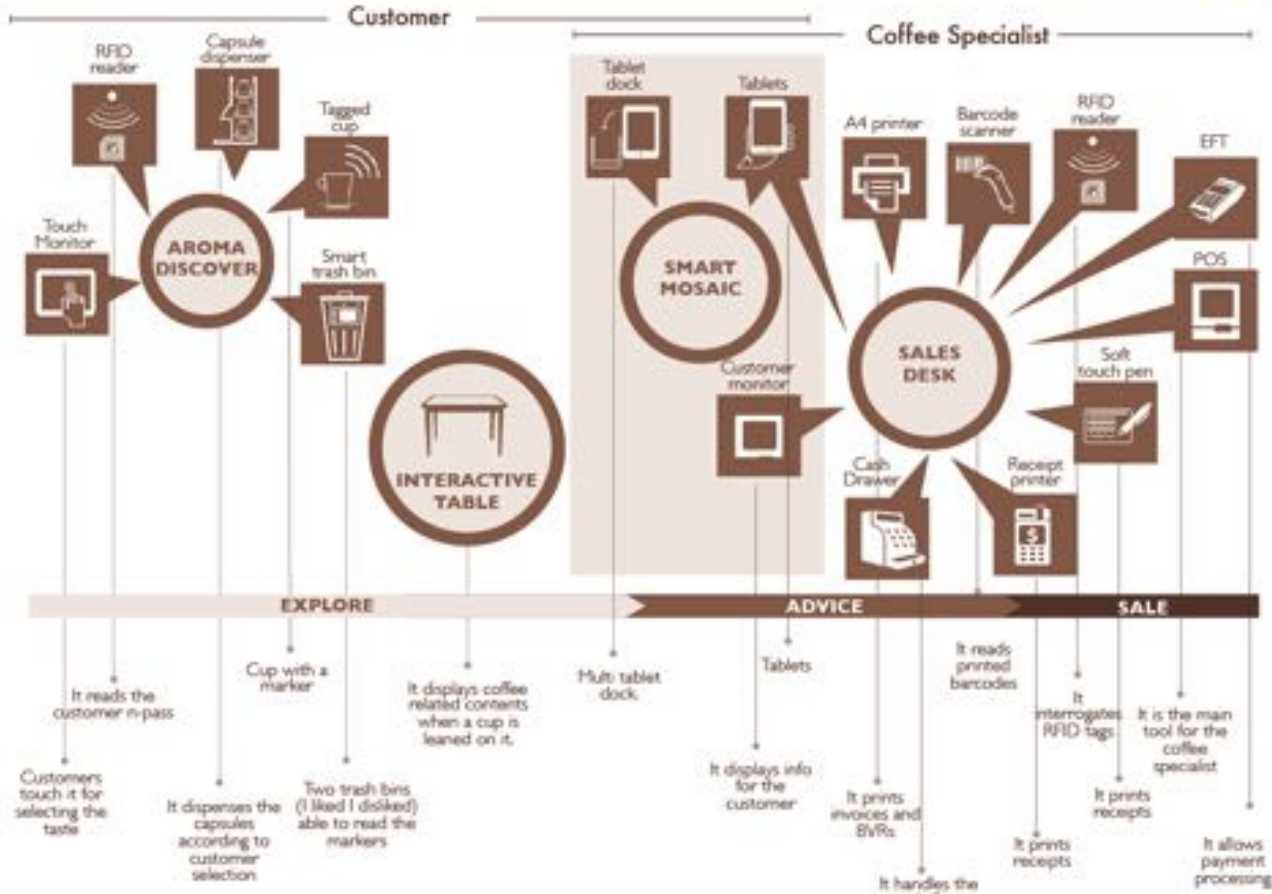 Customer
Coffee Specialist
RFID
reader
Capsule
dispenser
Tagged
cup
Touch
Monitor
AROMA
DISCOVER
Smart
trash bin
INTERACTIVE
TABLE
Tablet
dock
Tablets
SMART
MOSAIC
A4 printer
Barcode
scanner
RFID
reader
EFT
POS
SALES
DESK
Soft
touch pen
Customer
monitor
Cash
Drawer
Receipt
printer
$
EXPLORE
ADVICE
SALE
Customers
touch it for
selecting the
taste
It reads the
customer n-pass
It dispenses the
capsules
according to
customer
selection
Cup with a
marker
Two trash bins
(I liked I disliked)
able to read the
markers
It displays coffee
related contents
when a cup is
leaned on it.
Multi tablet
dock.
It displays info
for the
customer
Tablets
It prints
invoices and
BVRs
It handles the
It reads
printed
barcodes
It prints
receipts
It
interrogates
RFID tags
It prints
receipts
It is the main
tool for the
coffee
specialist
It allows
payment
processing